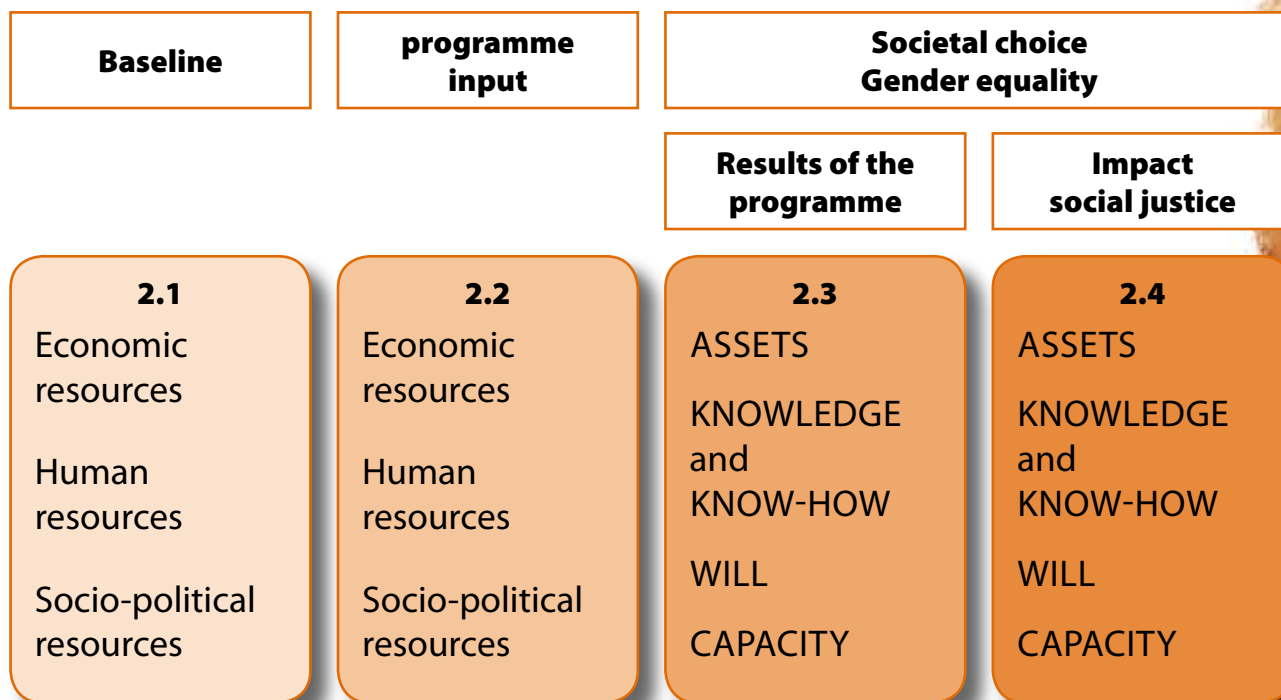 Baseline
programme
input
Societal choice
Gender equality
Results of the
programme
Impact
social justice
2.1
Economic
resources
Human
resources
Socio-political
resources
2.2
Economic
resources
Human
resources
Socio-political
resources
2.3
ASSETS
KNOWLEDGE
and
KNOW-HOW
WILL
CAPACITY
2.4
ASSETS
KNOWLEDGE
and
KNOW-HOW
WILL
CAPACITY